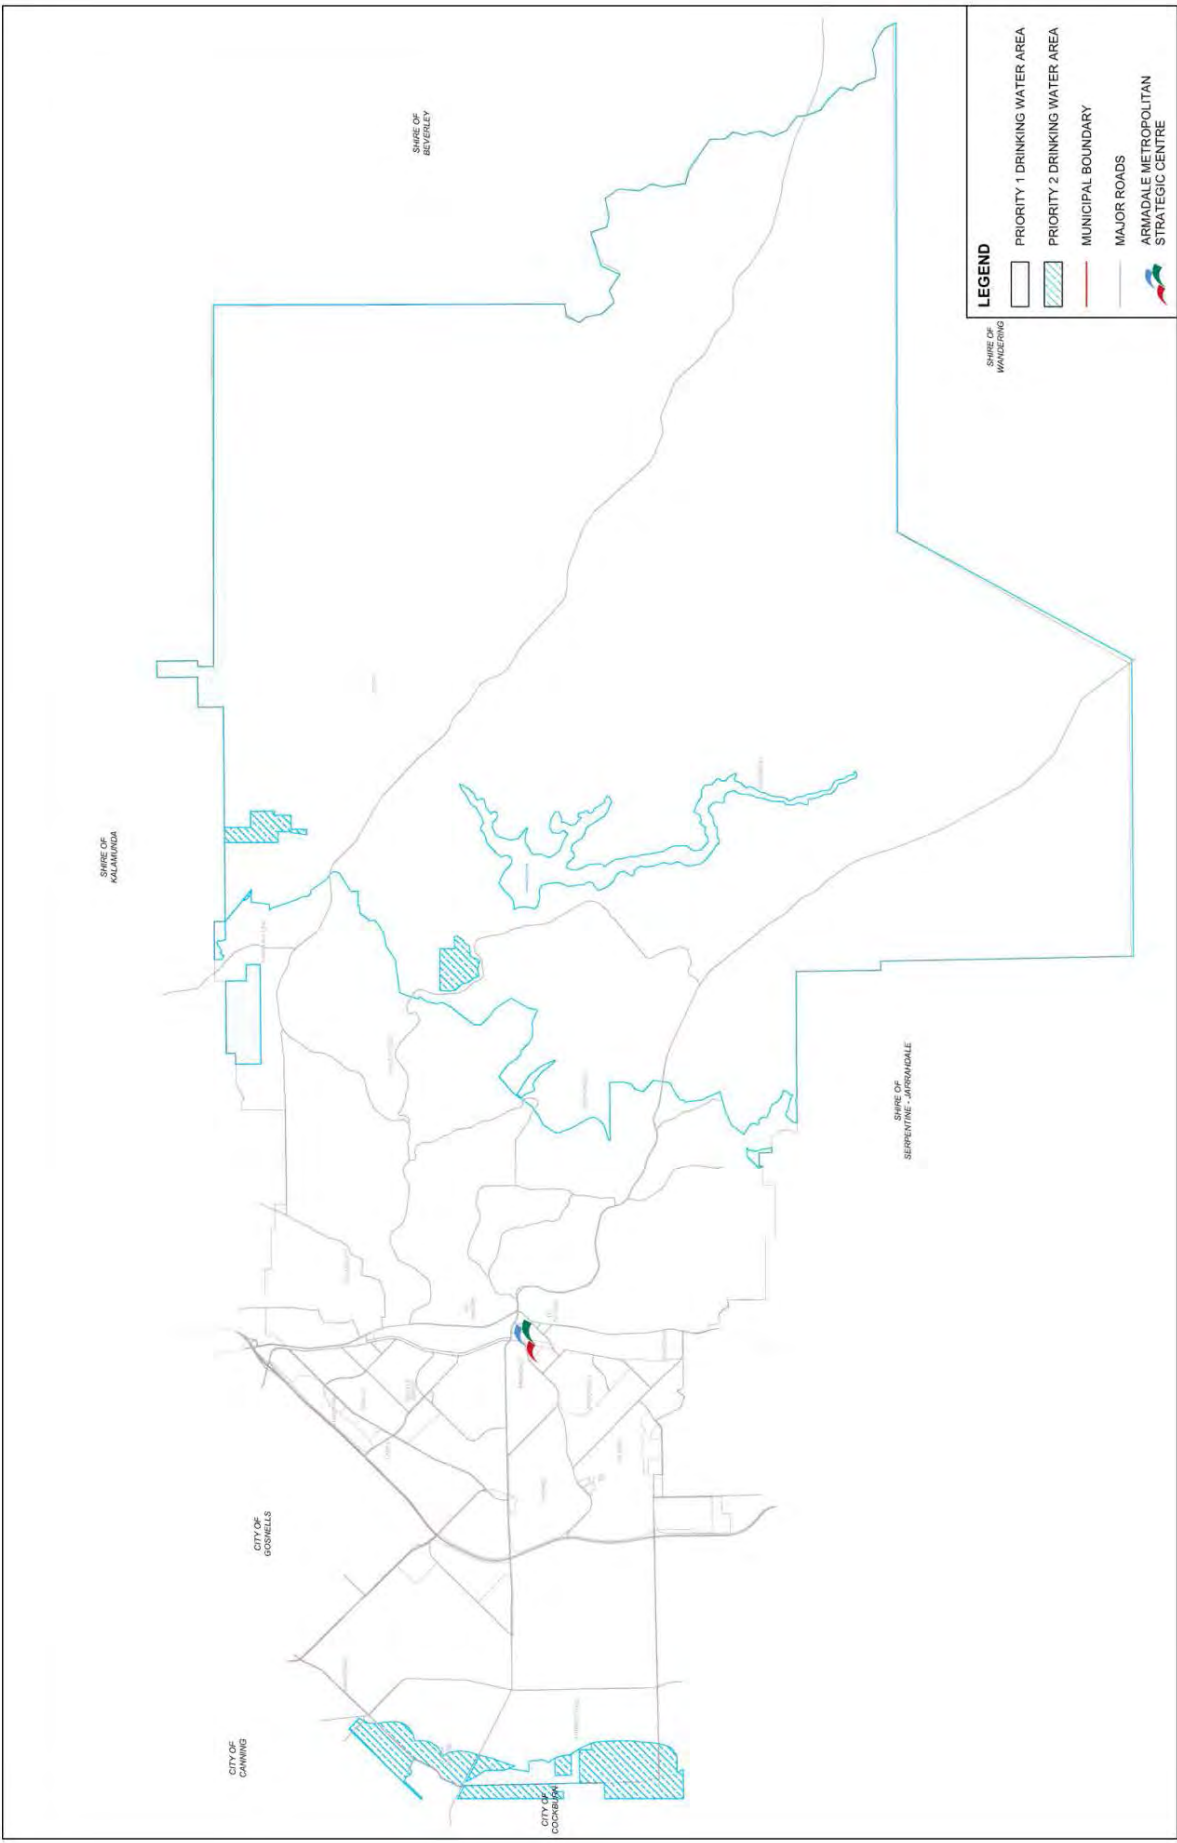 SHIRE OF
KALAMUNDA
SHIRE OF
BEVERLEY
CITY OF
GOSNELLS
CITY OF
CANNING
CITY OF
COCKBURN
SHIRE OF
SERPENTINE - JARRAHDALE
SHIRE OF
WANDERING
LEGEND
PRIORITY 1 DRINKING WATER AREA
PRIORITY 2 DRINKING WATER AREA
MUNICIPAL BOUNDARY
MAJOR ROADS
ARMADALE METROPOLITAN
STRATEGIC CENTRE